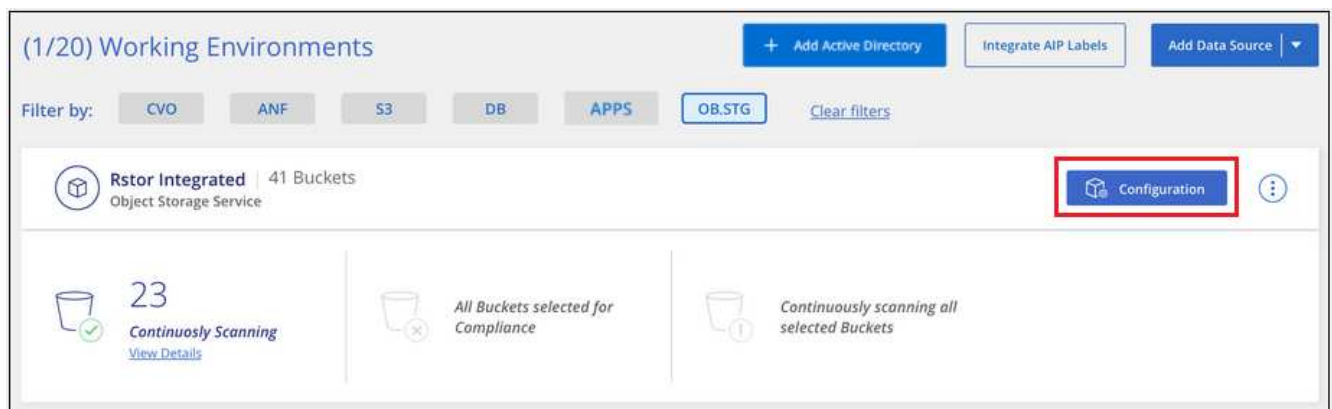 (1/20) Working Environments
+ Add Active Directory
Integrate AIP Labels
Add Data Source
Filter by:
CVO
ANF
S3
DB
APPS
OB.STG
Clear filters
Rstor Integrated | 41 Buckets
Object Storage Service
Configuration
23
Continuosly Scanning
View Details
All Buckets selected for
Compliance
Continuously scanning all
selected Buckets